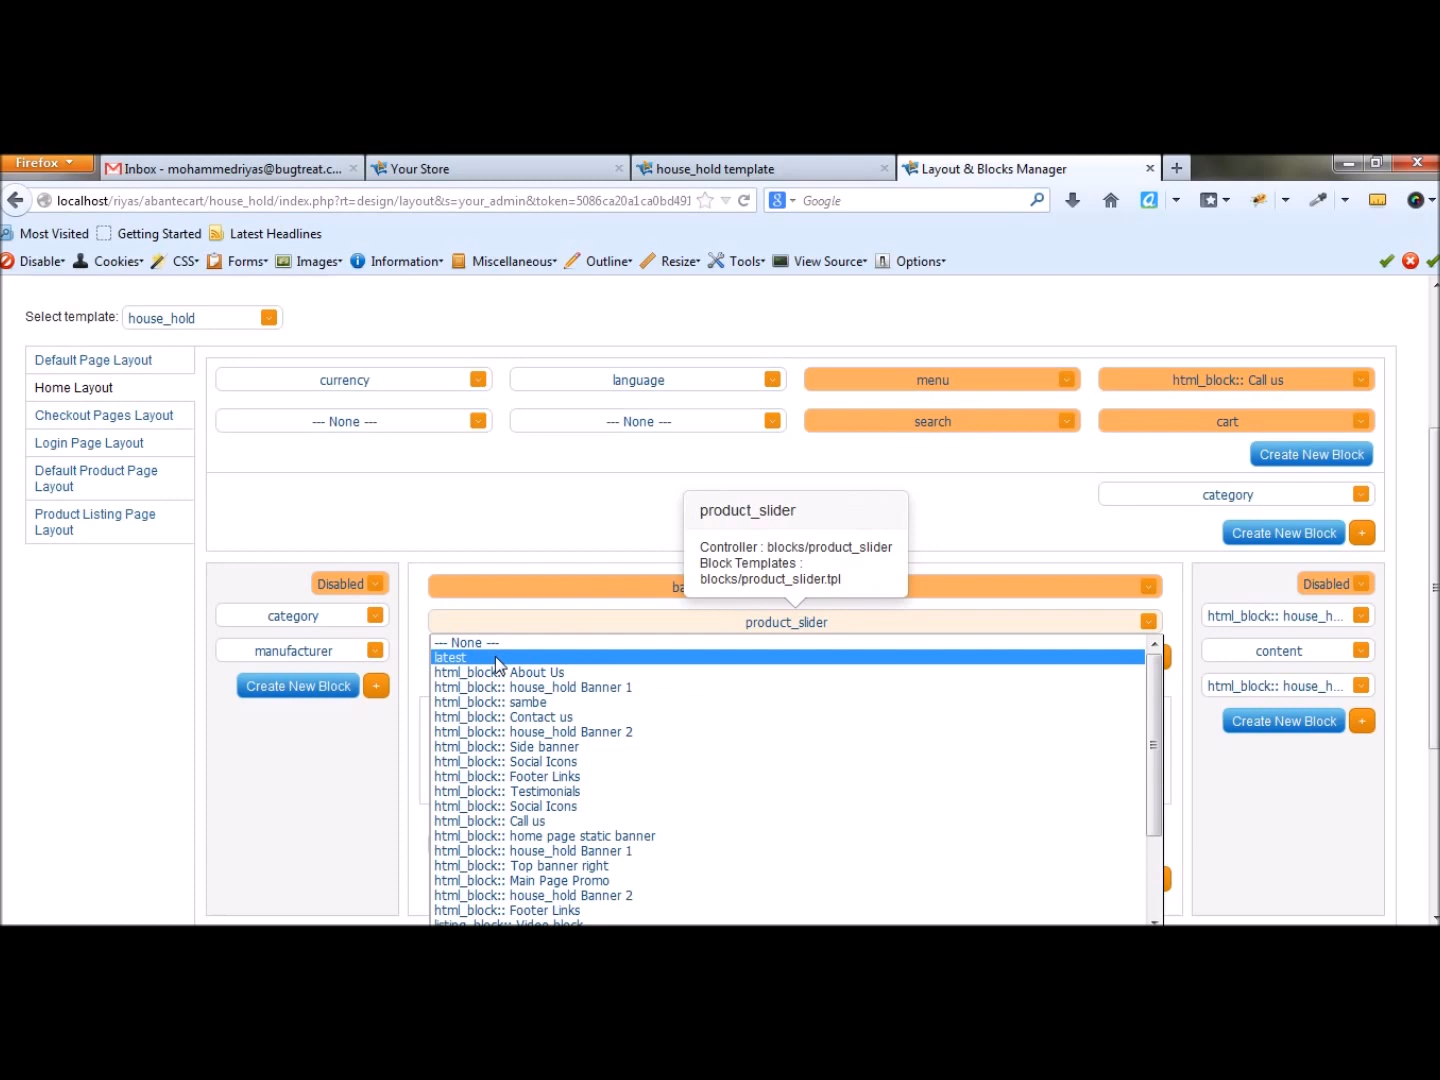 Firefox
Inbox - mohammedriyas@bugtreat.c...
Your Store
house_hold template
Layout & Blocks Manager
localhost/riyas/abantecart/house_hold/index.php?rt=design/layout&s=your_admin&token=5086ca20a1ca0bd491
Google
Most Visited
Getting Started
Latest Headlines
Disable
Cookies
CSS
Forms
Images
Information
Miscellaneous
Outline
Resize
Tools
View Source
Options
Select template: house_hold
Default Page Layout
Home Layout
Checkout Pages Layout
Login Page Layout
Default Product Page
Layout
Product Listing Page
Layout
currency
language
menu
html_block:: Call us
--- None ---
--- None ---
search
cart
Create New Block
category
Create New Block +
product_slider
Controller : blocks/product_slider
Block Templates :
blocks/product_slider.tpl
Disabled
category
manufacturer
Create New Block +
product_slider
--- None ---
latest
html_block:: About Us
html_block:: house_hold Banner 1
html_block:: sambe
html_block:: Contact us
html_block:: house_hold Banner 2
html_block:: Side banner
html_block:: Social Icons
html_block:: Footer Links
html_block:: Testimonials
html_block:: Social Icons
html_block:: Call us
html_block:: home page static banner
html_block:: house_hold Banner 1
html_block:: Top banner right
html_block:: Main Page Promo
html_block:: house_hold Banner 2
html_block:: Footer Links
listing_block:: Video block
Disabled
html_block:: house_h...
content
html_block:: house_h...
Create New Block +